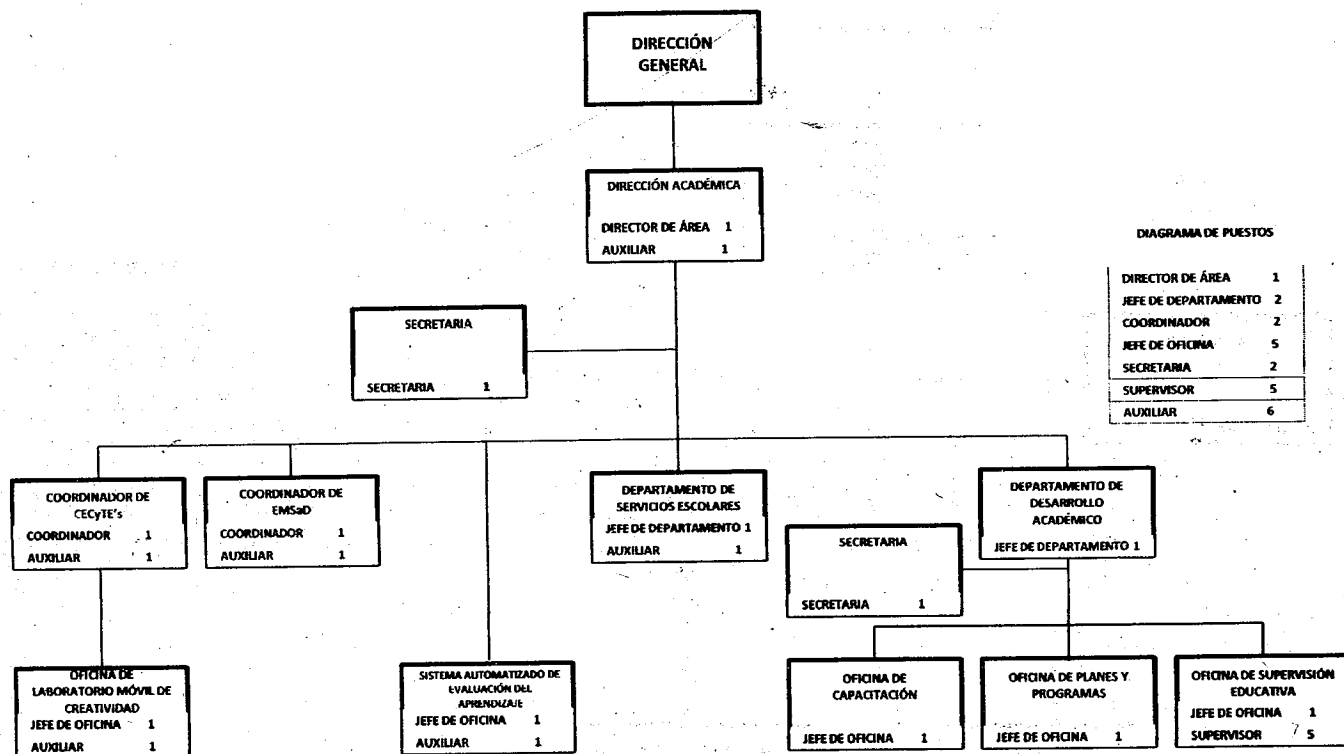 DIRECCIÓN
GENERAL
DIRECCIÓN ACADÉMICA
DIRECTOR DE ÁREA 1
AUXILIAR 1
DIAGRAMA DE PUESTOS
DIRECTOR DE ÁREA 1
JEFE DE DEPARTAMENTO 2
COORDINADOR 2
JEFE DE OFICINA 5
SECRETARIA 2
SUPERVISOR 5
AUXILIAR 6
SECRETARIA
SECRETARIA 1
COORDINADOR DE
CECyTE's
COORDINADOR 1
AUXILIAR 1
COORDINADOR DE
EMSaD
COORDINADOR 1
AUXILIAR 1
DEPARTAMENTO DE
SERVICIOS ESCOLARES
JEFE DE DEPARTAMENTO 1
AUXILIAR 1
DEPARTAMENTO DE
DESARROLLO
ACADÉMICO
JEFE DE DEPARTAMENTO 1
SECRETARIA
SECRETARIA 1
OFICINA DE
LABORATORIO MÓVIL DE
CREATIVIDAD
JEFE DE OFICINA 1
AUXILIAR 1
SISTEMA AUTOMATIZADO DE
EVALUACIÓN DEL
APRENDIZAJE
JEFE DE OFICINA 1
AUXILIAR 1
OFICINA DE
CAPACITACIÓN
JEFE DE OFICINA 1
OFICINA DE PLANES Y
PROGRAMAS
JEFE DE OFICINA 1
OFICINA DE SUPERVISIÓN
EDUCATIVA
JEFE DE OFICINA 1
SUPERVISOR 5